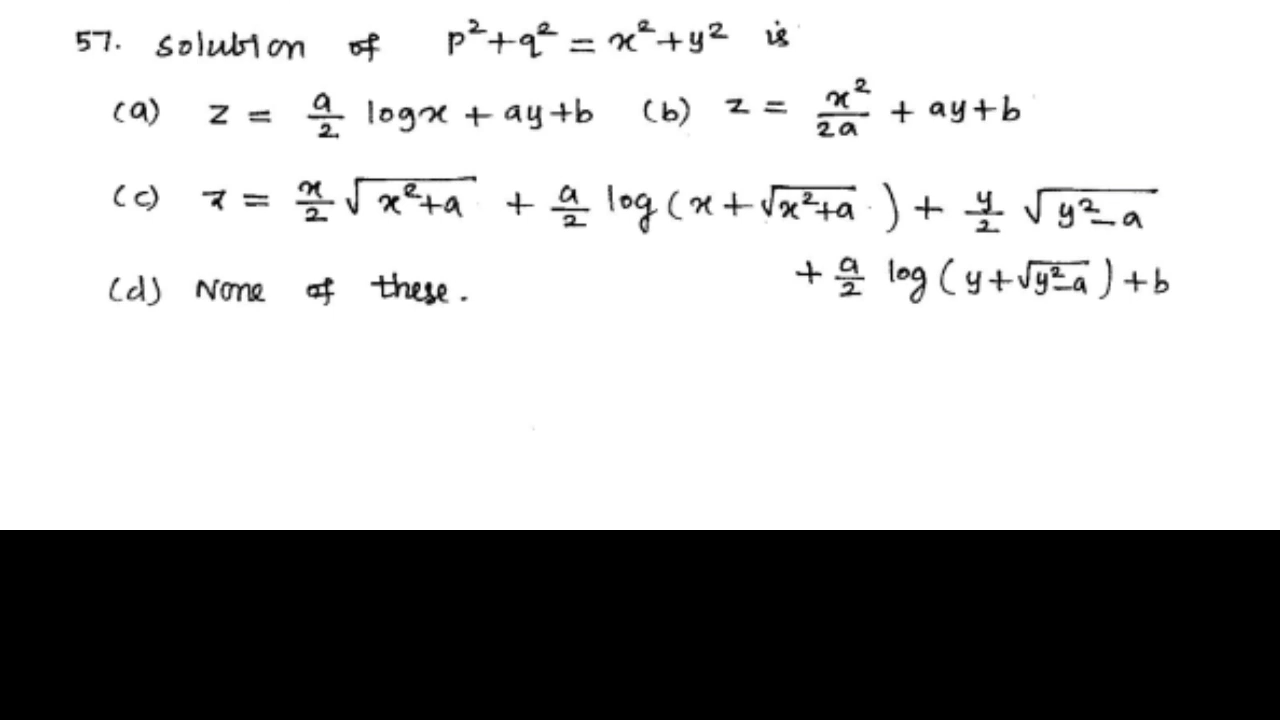 57. Solution of p²+q² = x²+y² is
(a) z = a/2 logx + ay+b (b) z = x²/2a + ay+b
(c) z = x/2 √(x²+a) + a/2 log(x+√(x²+a)) + y/2 √(y²-a)
+ a/2 log(y+√(y²-a))+b
(d) None of these.